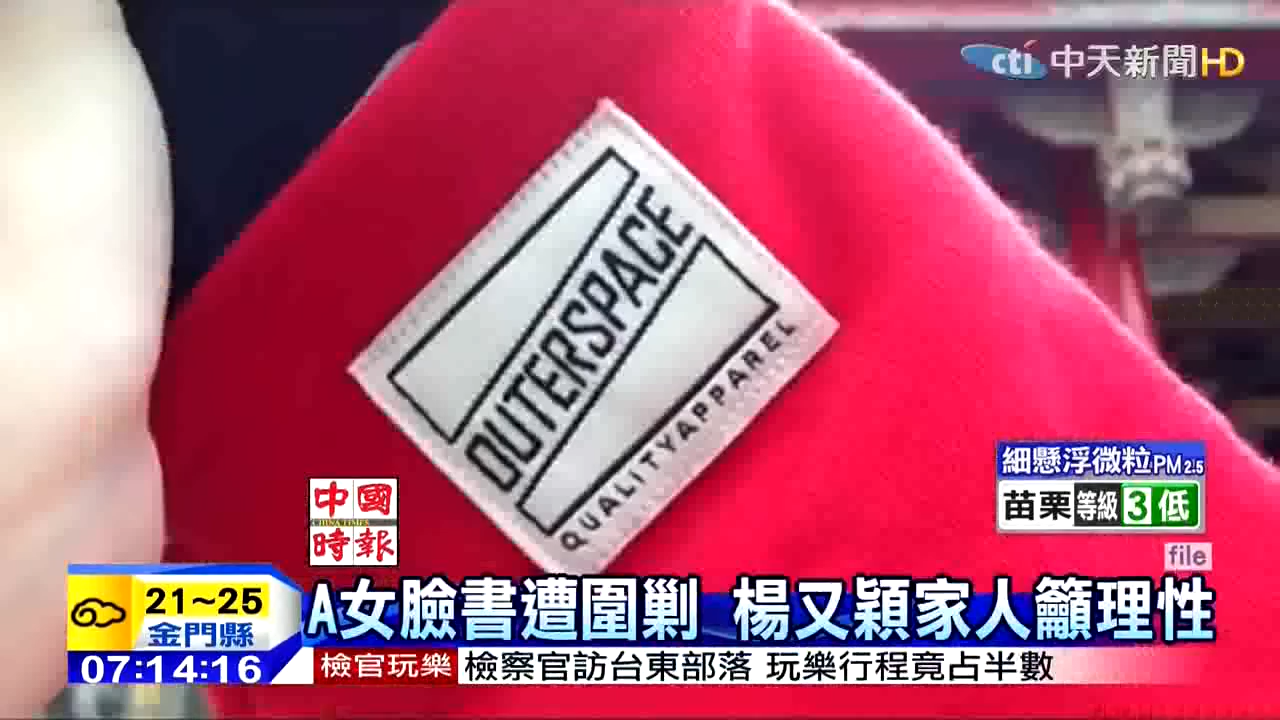 cti 中天新聞HD
OUTERSPACE
QUALITYAPPAREL
細懸浮微粒PM2.5
苗栗等級3低
中國
CHINA TIMES
時報
file
21~25
金門縣
07:14:16
A女臉書遭圍剿 楊又穎家人籲理性
檢官玩樂 檢察官訪台東部落 玩樂行程竟占半數